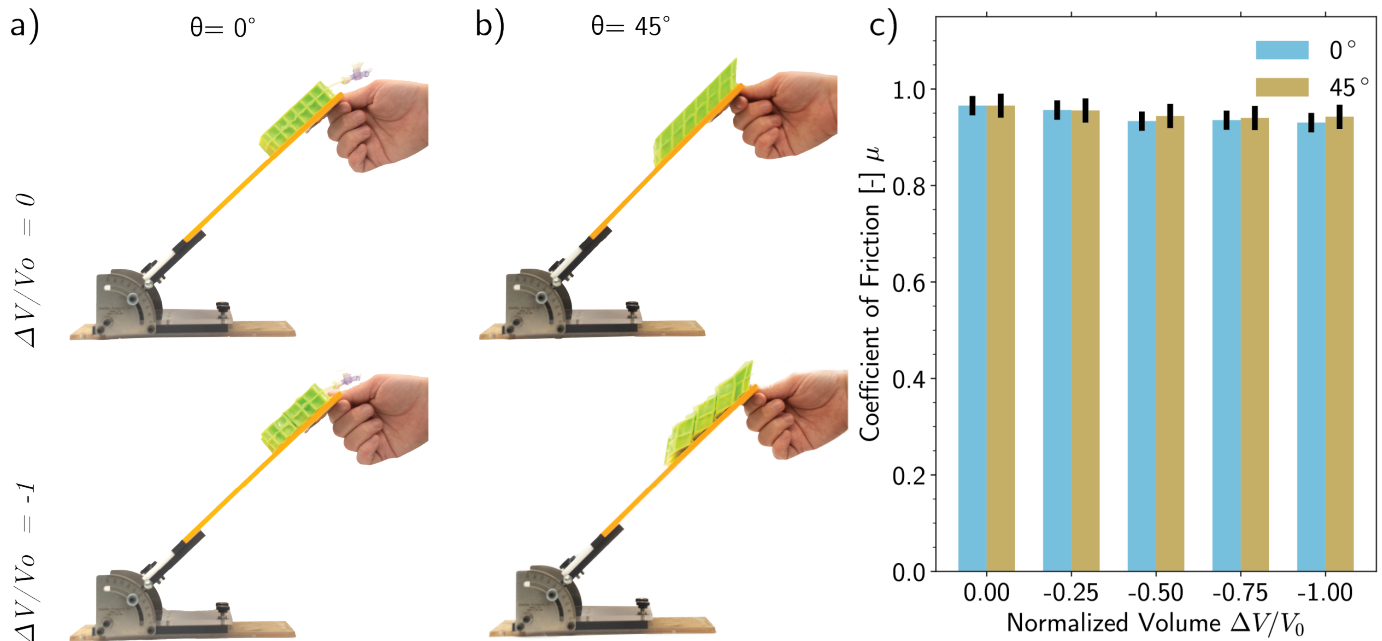 a)
θ= 0°
ΔV/Vo = 0
ΔV/Vo = -1
b)
θ= 45°
c)
0°
45°
Coefficient of Friction [-] μ
1.0
0.8
0.6
0.4
0.2
0.0
0.00 -0.25 -0.50 -0.75 -1.00
Normalized Volume ΔV/V₀